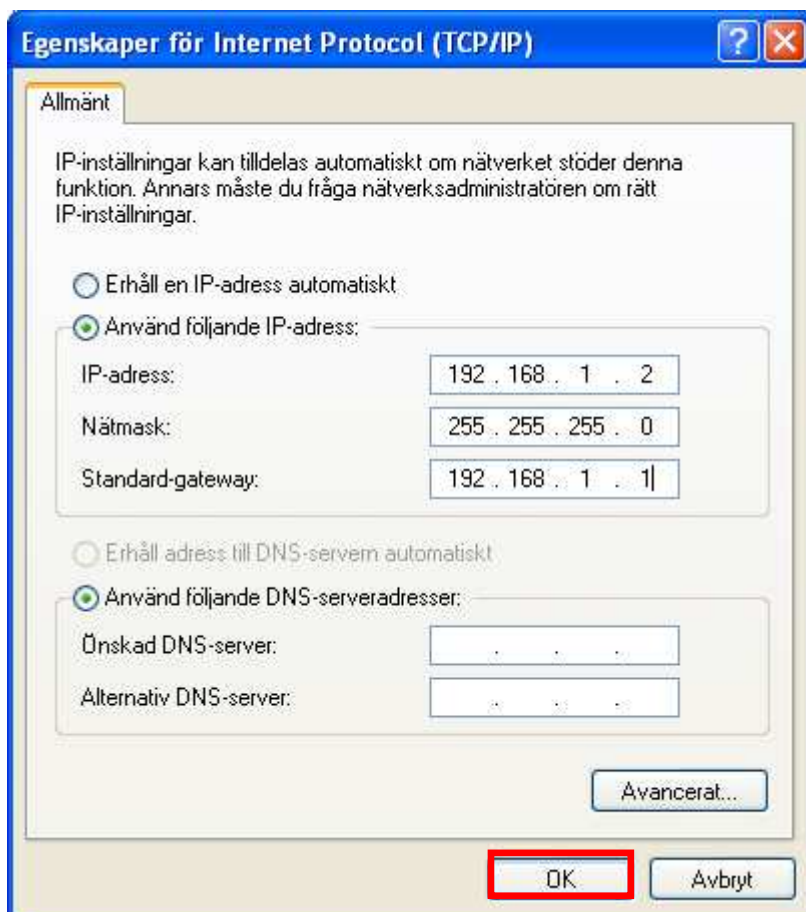 Egenskaper för Internet Protocol (TCP/IP)
Allmänt
IP-inställningar kan tilldelas automatiskt om nätverket stöder denna
funktion. Annars måste du fråga nätverksadministratören om rätt
IP-inställningar.
Erhåll en IP-adress automatiskt
Använd följande IP-adress:
IP-adress: 192 . 168 . 1 . 2
Nätmask: 255 . 255 . 255 . 0
Standard-gateway: 192 . 168 . 1 . 1
Erhåll adress till DNS-servern automatiskt
Använd följande DNS-serveradresser:
Önskad DNS-server: . . .
Alternativ DNS-server: . . .
Avancerat...
OK Avbryt